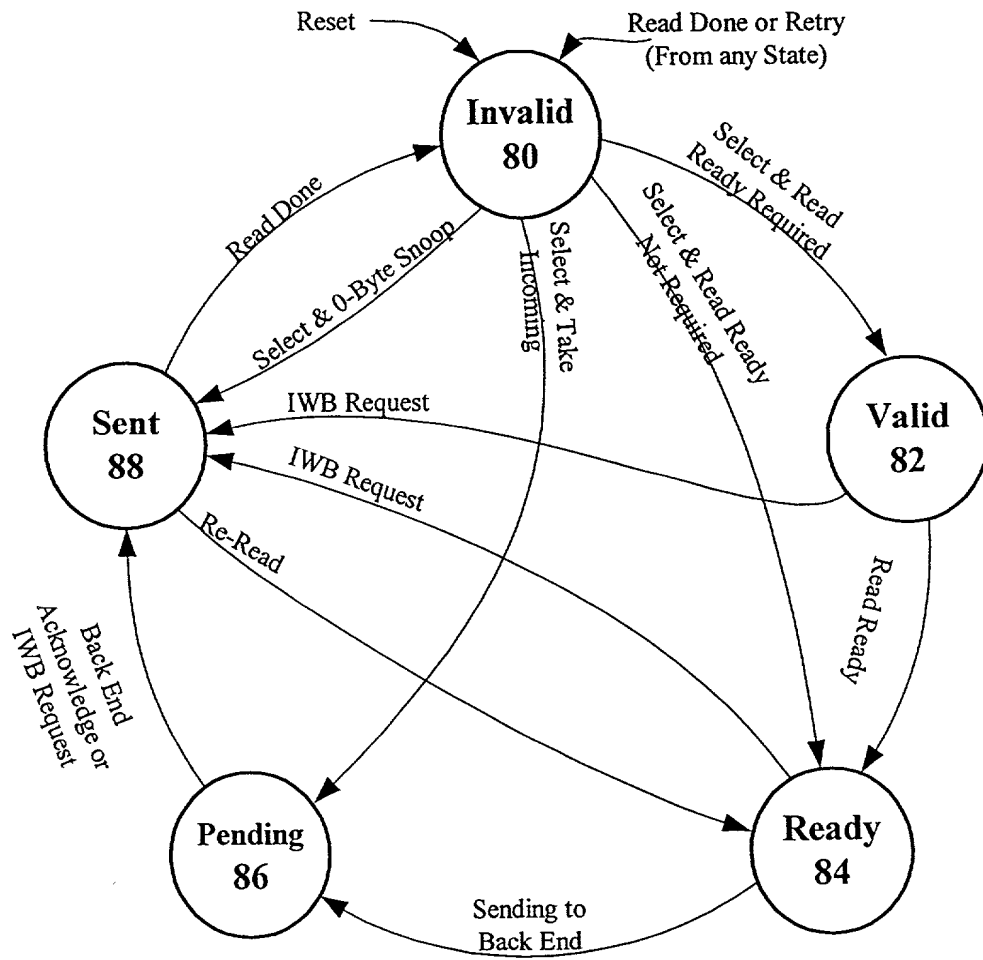 Reset
Read Done or Retry
(From any State)
Invalid
80
Select & Read
Ready Required
Select & Read Ready
Not Required
Select & Take
Incoming
Read Done
Select & 0-Byte Snoop
Sent
88
IWB Request
Valid
82
IWB Request
Re-Read
Read Ready
Back End
Acknowledge or
IWB Request
Pending
86
Ready
84
Sending to
Back End